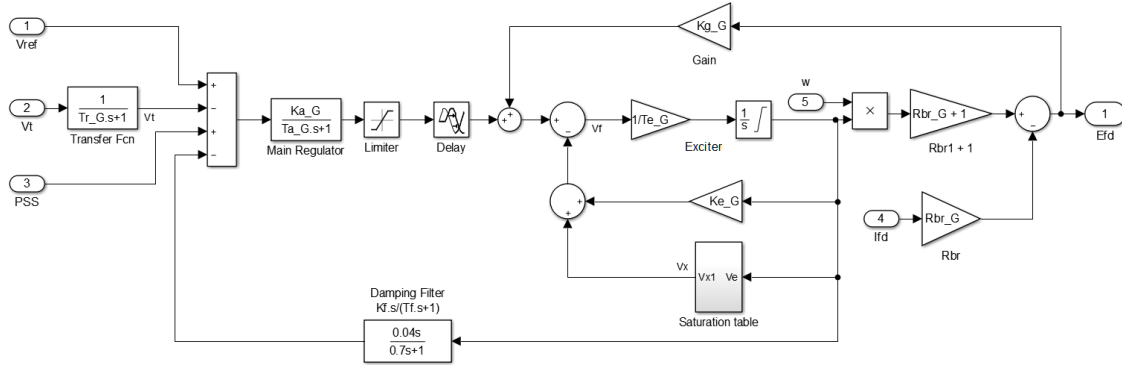 1
Vref
2
Vt
1
Tr_G.s+1
Transfer Fcn
Vt
3
PSS
+
−
+
−
Ka_G
Ta_G.s+1
Main Regulator
Limiter
Delay
+
+
+
−
Vf
1/Te_G
Exciter
1
s
Kg_G
Gain
w
5
×
Rbr_G + 1
Rbr1 + 1
+
−
1
Efd
4
Ifd
Rbr_G
Rbr
+
+
Ke_G
Vx
Vx1 Ve
Saturation table
Damping Filter
Kf.s/(Tf.s+1)
0.04s
0.7s+1